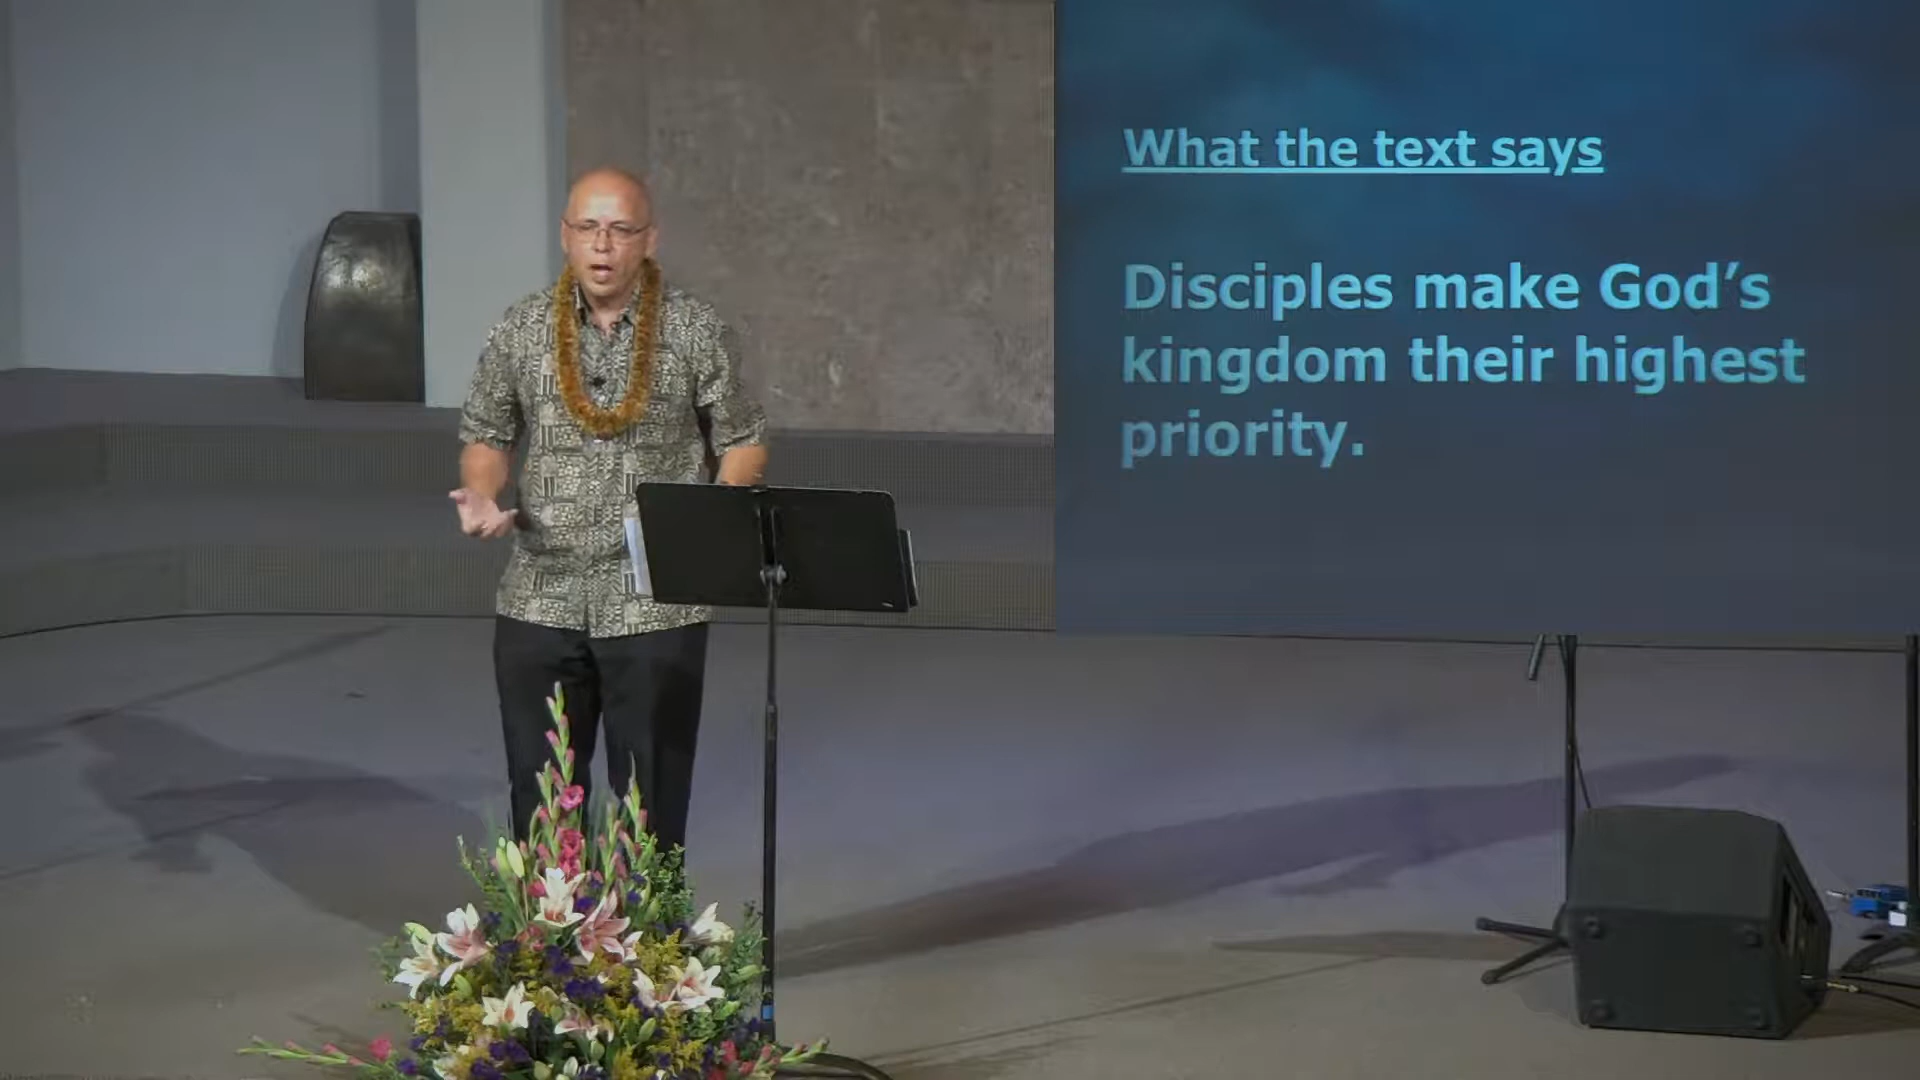 What the text says
Disciples make God’s
kingdom their highest
priority.